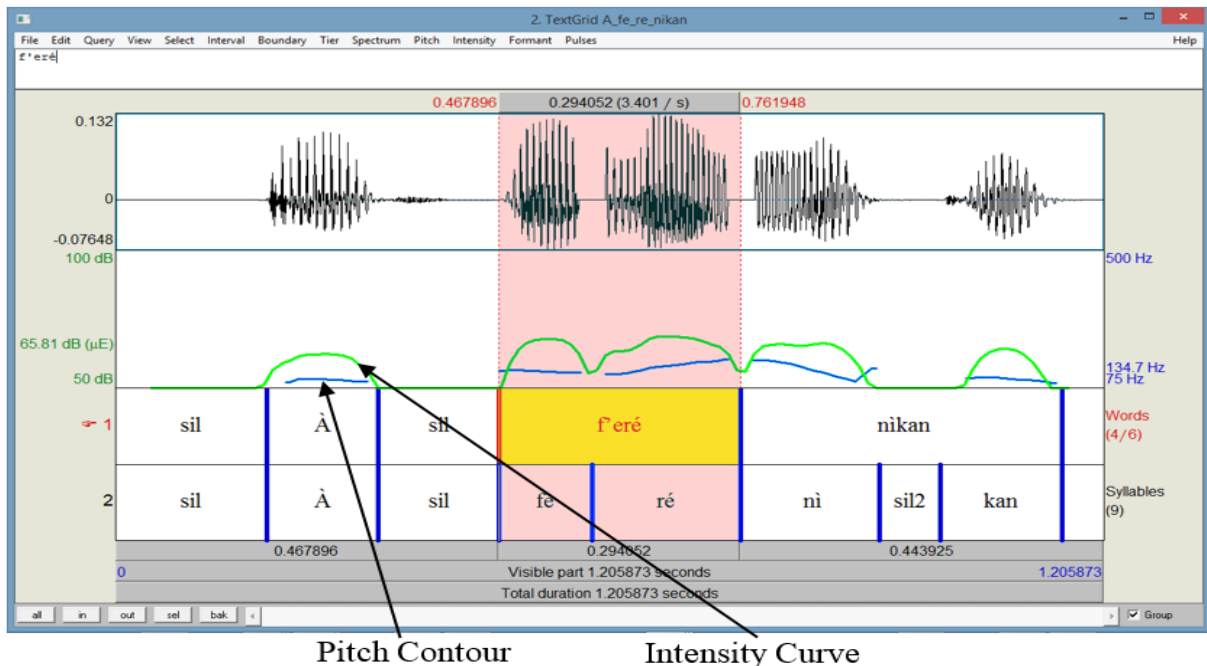 2. TextGrid A_fe_re_nikan
File Edit Query View Select Interval Boundary Tier Spectrum Pitch Intensity Formant Pulses Help
f'eré
0.467896 0.294052 (3.401 / s) 0.761948
0.132
0
-0.07648
100 dB 500 Hz
65.81 dB (µE)
134.7 Hz
50 dB 75 Hz
☞ 1 sil À sil f'eré nìkan Words (4/6)
2 sil À sil fe ré nì sil2 kan Syllables (9)
0.467896 0.294052 0.443925
0 Visible part 1.205873 seconds 1.205873
Total duration 1.205873 seconds
all in out sel bak Group
Pitch Contour Intensity Curve